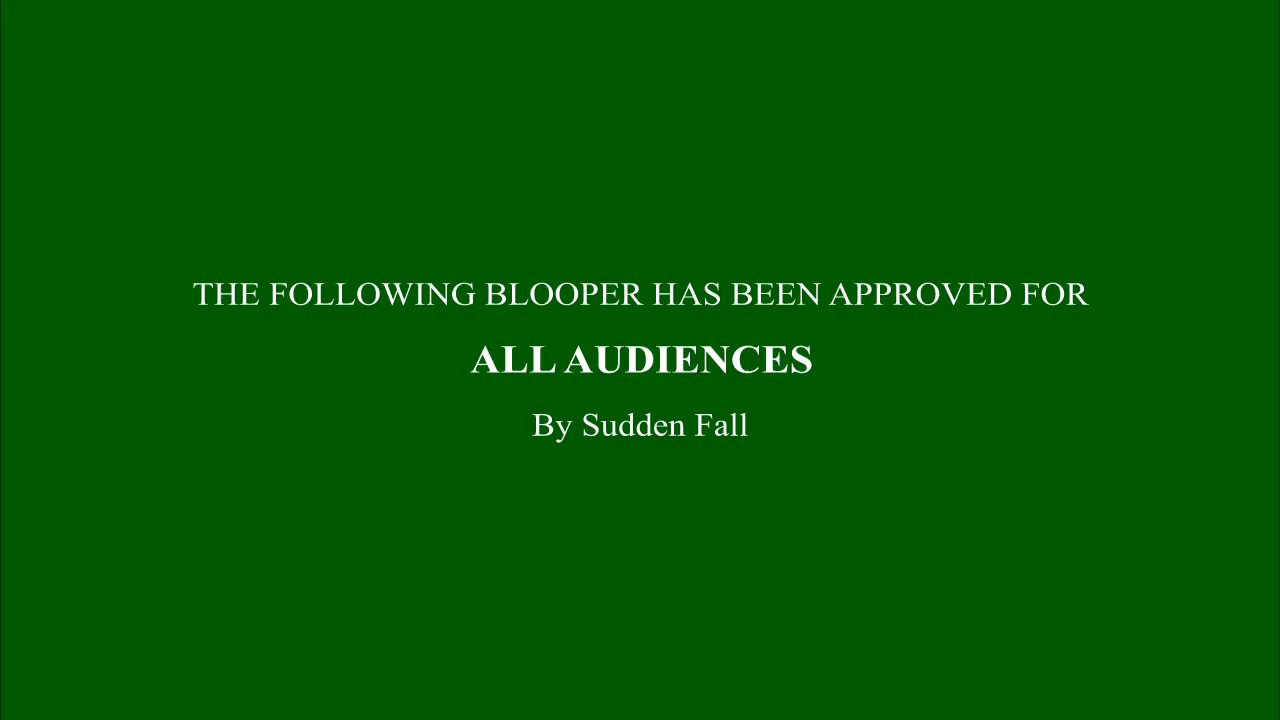 THE FOLLOWING BLOOPER HAS BEEN APPROVED FOR
ALL AUDIENCES
By Sudden Fall